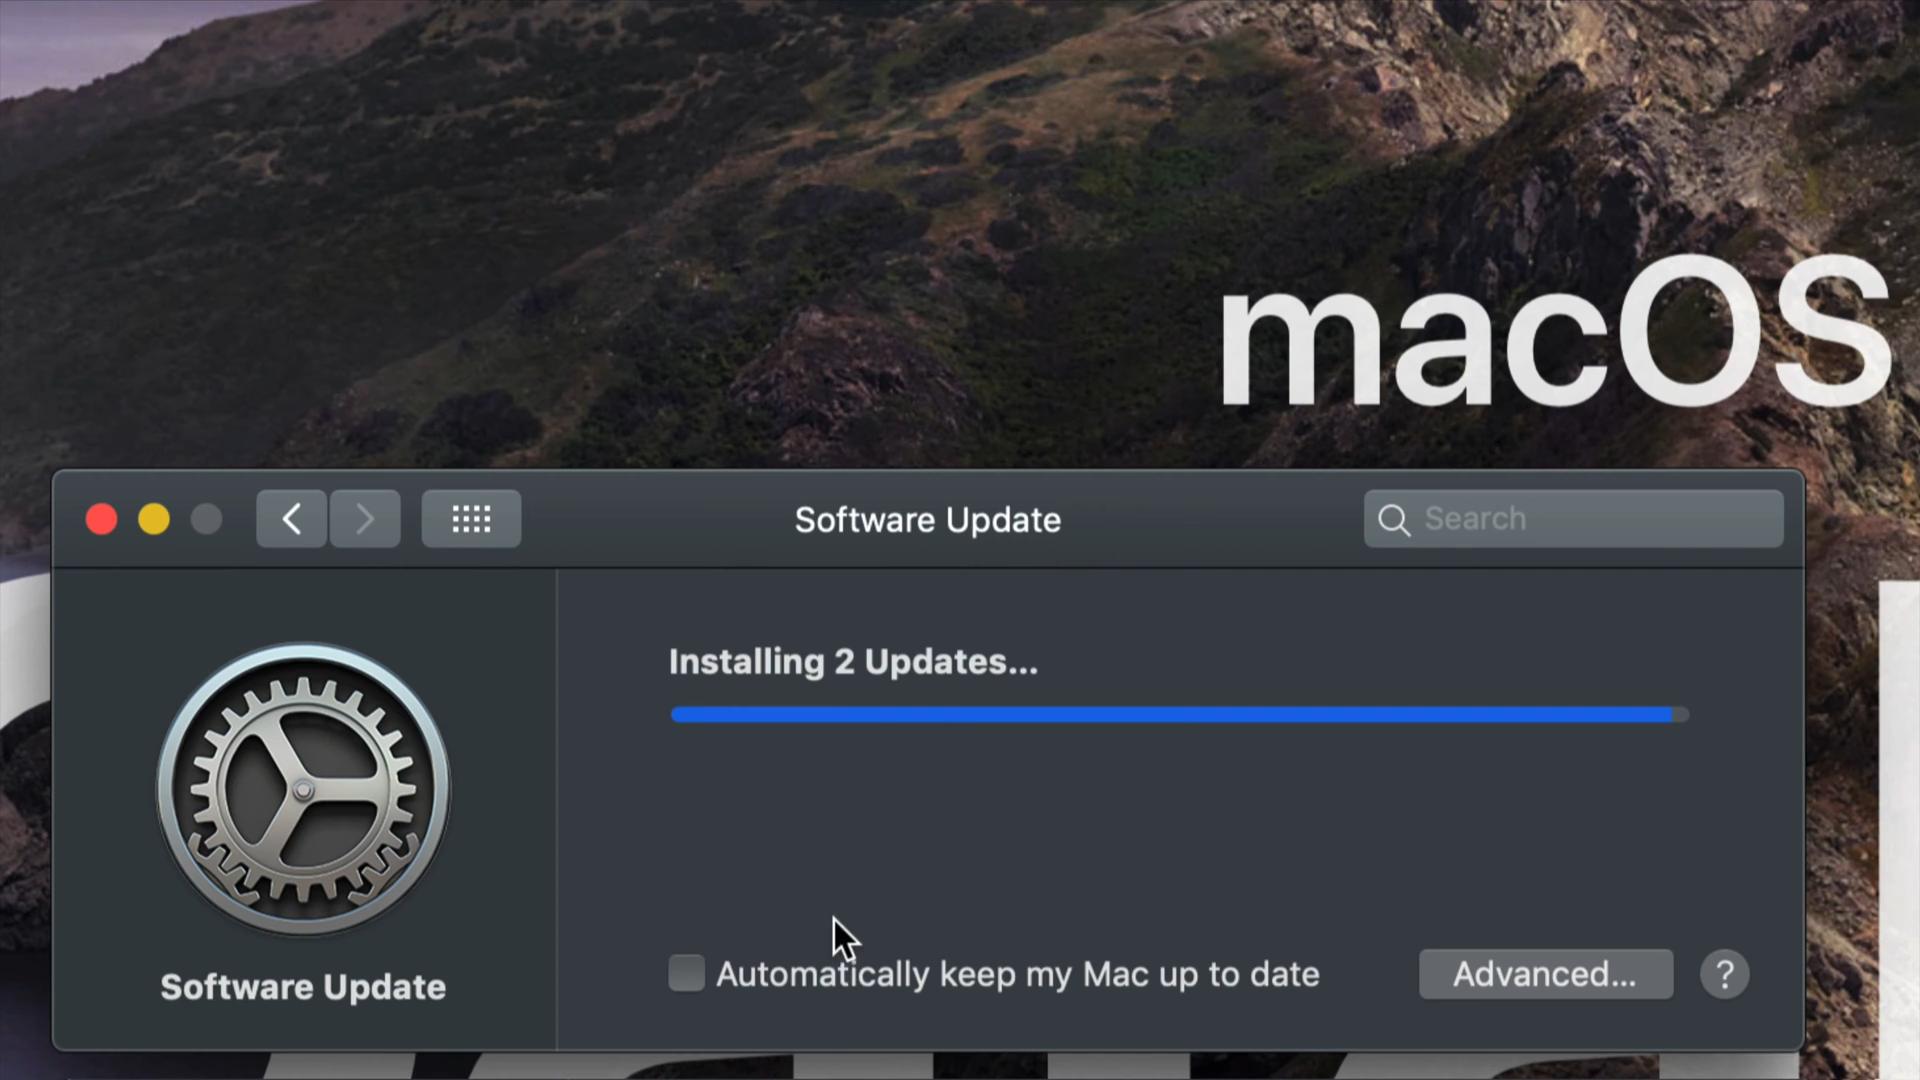 macOS
Software Update
Search
Installing 2 Updates...
Software Update
Automatically keep my Mac up to date
Advanced...
?